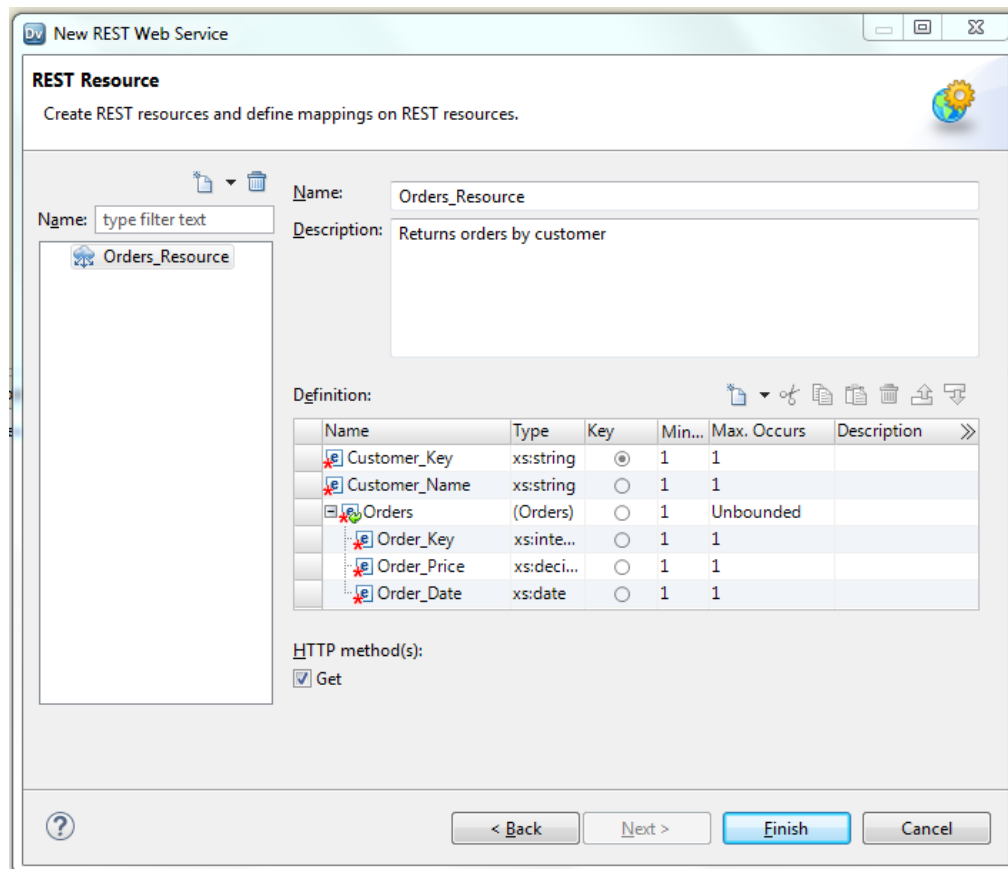 Dv New REST Web Service
REST Resource
Create REST resources and define mappings on REST resources.
Name: type filter text
Orders_Resource
Name: Orders_Resource
Description: Returns orders by customer
Definition:
Name Type Key Min... Max. Occurs Description »
e Customer_Key xs:string 1 1
e Customer_Name xs:string 1 1
e Orders (Orders) 1 Unbounded
e Order_Key xs:inte... 1 1
e Order_Price xs:deci... 1 1
e Order_Date xs:date 1 1
HTTP method(s):
Get
? < Back Next > Finish Cancel